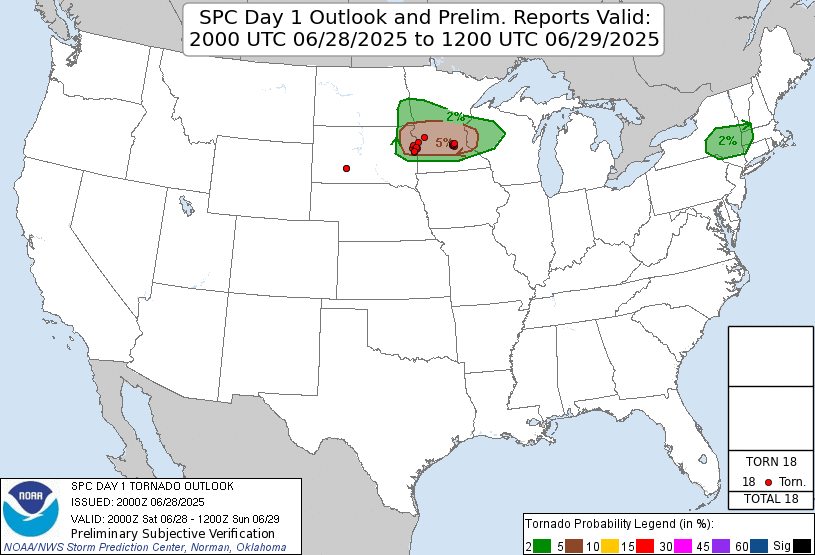 SPC Day 1 Outlook and Prelim. Reports Valid:
2000 UTC 06/28/2025 to 1200 UTC 06/29/2025
2%
5%
2%
TORN 18
18 Torn.
TOTAL 18
NOAA
SPC DAY 1 TORNADO OUTLOOK
ISSUED: 2000Z 06/28/2025
VALID: 2000Z Sat 06/28 - 1200Z Sun 06/29
Preliminary Subjective Verification
NOAA/NWS Storm Prediction Center, Norman, Oklahoma
Tornado Probability Legend (in %):
2 5 10 15 30 45 60 Sig